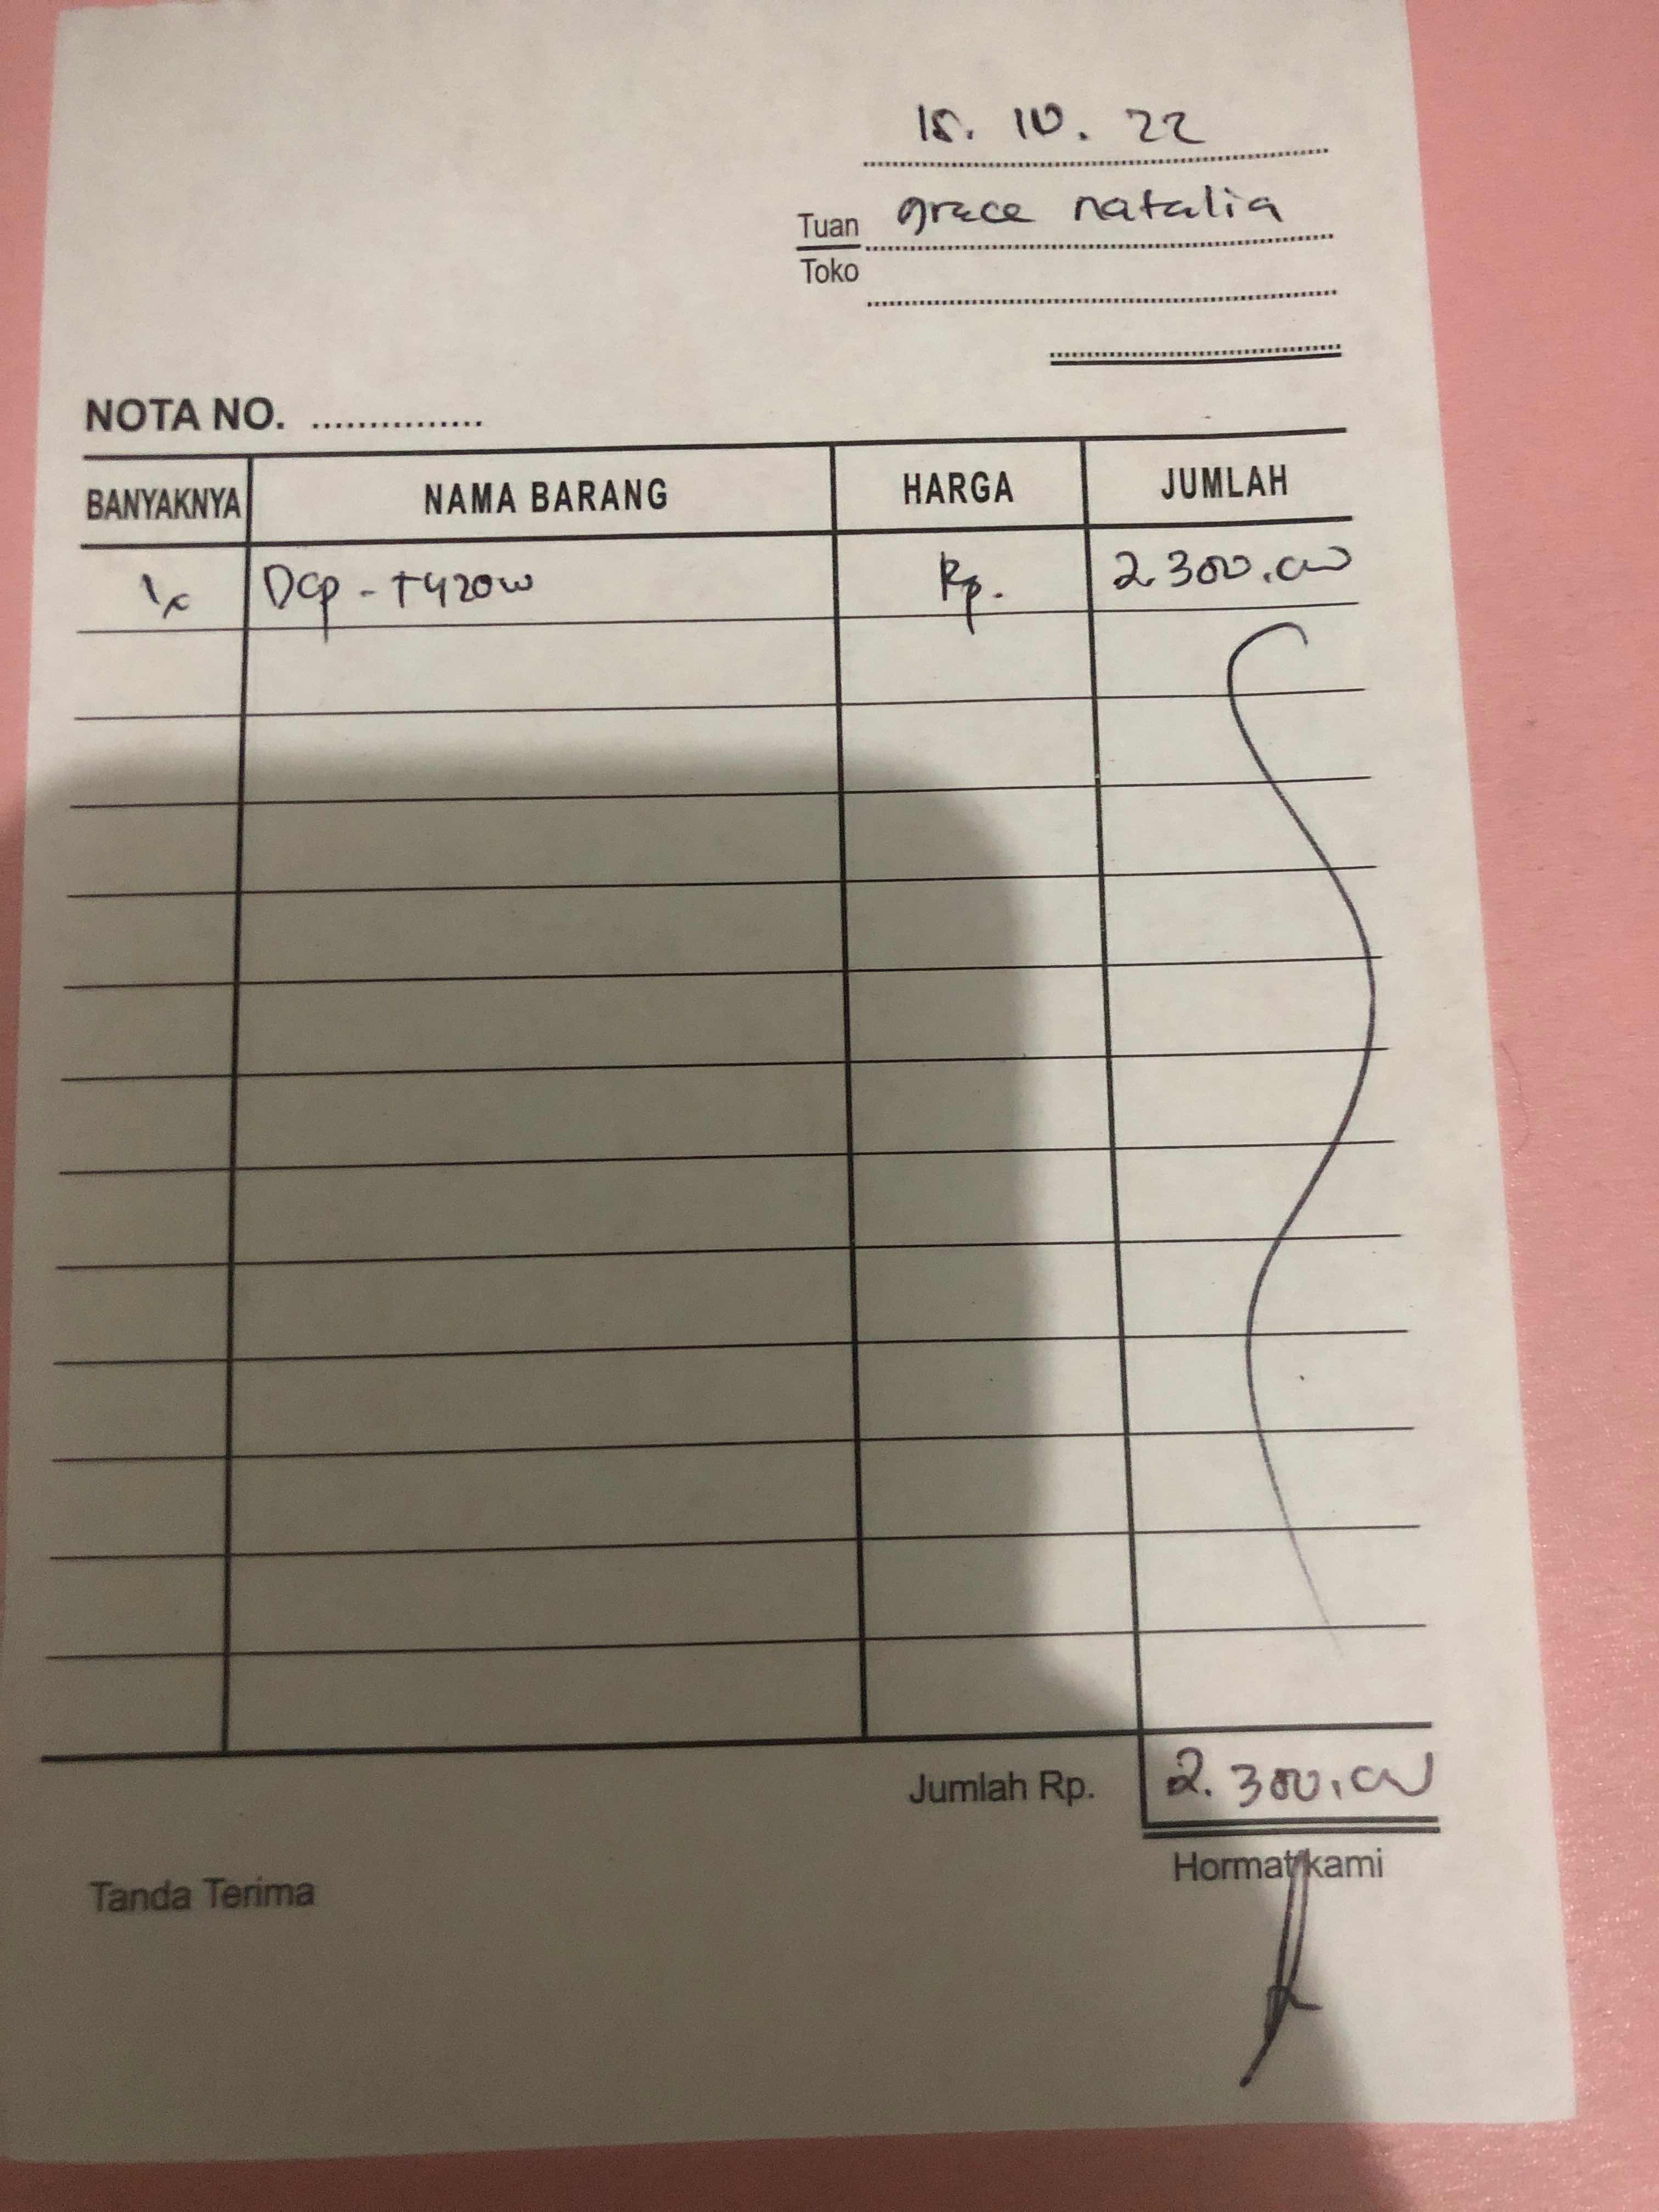 15. 10. 22
Tuan grace natalia
Toko
NOTA NO. ...............
BANYAKNYA NAMA BARANG HARGA JUMLAH
1x Dcp - T420w Rp. 2.300.000
Jumlah Rp. 2.300.000
Tanda Terima Hormat kami